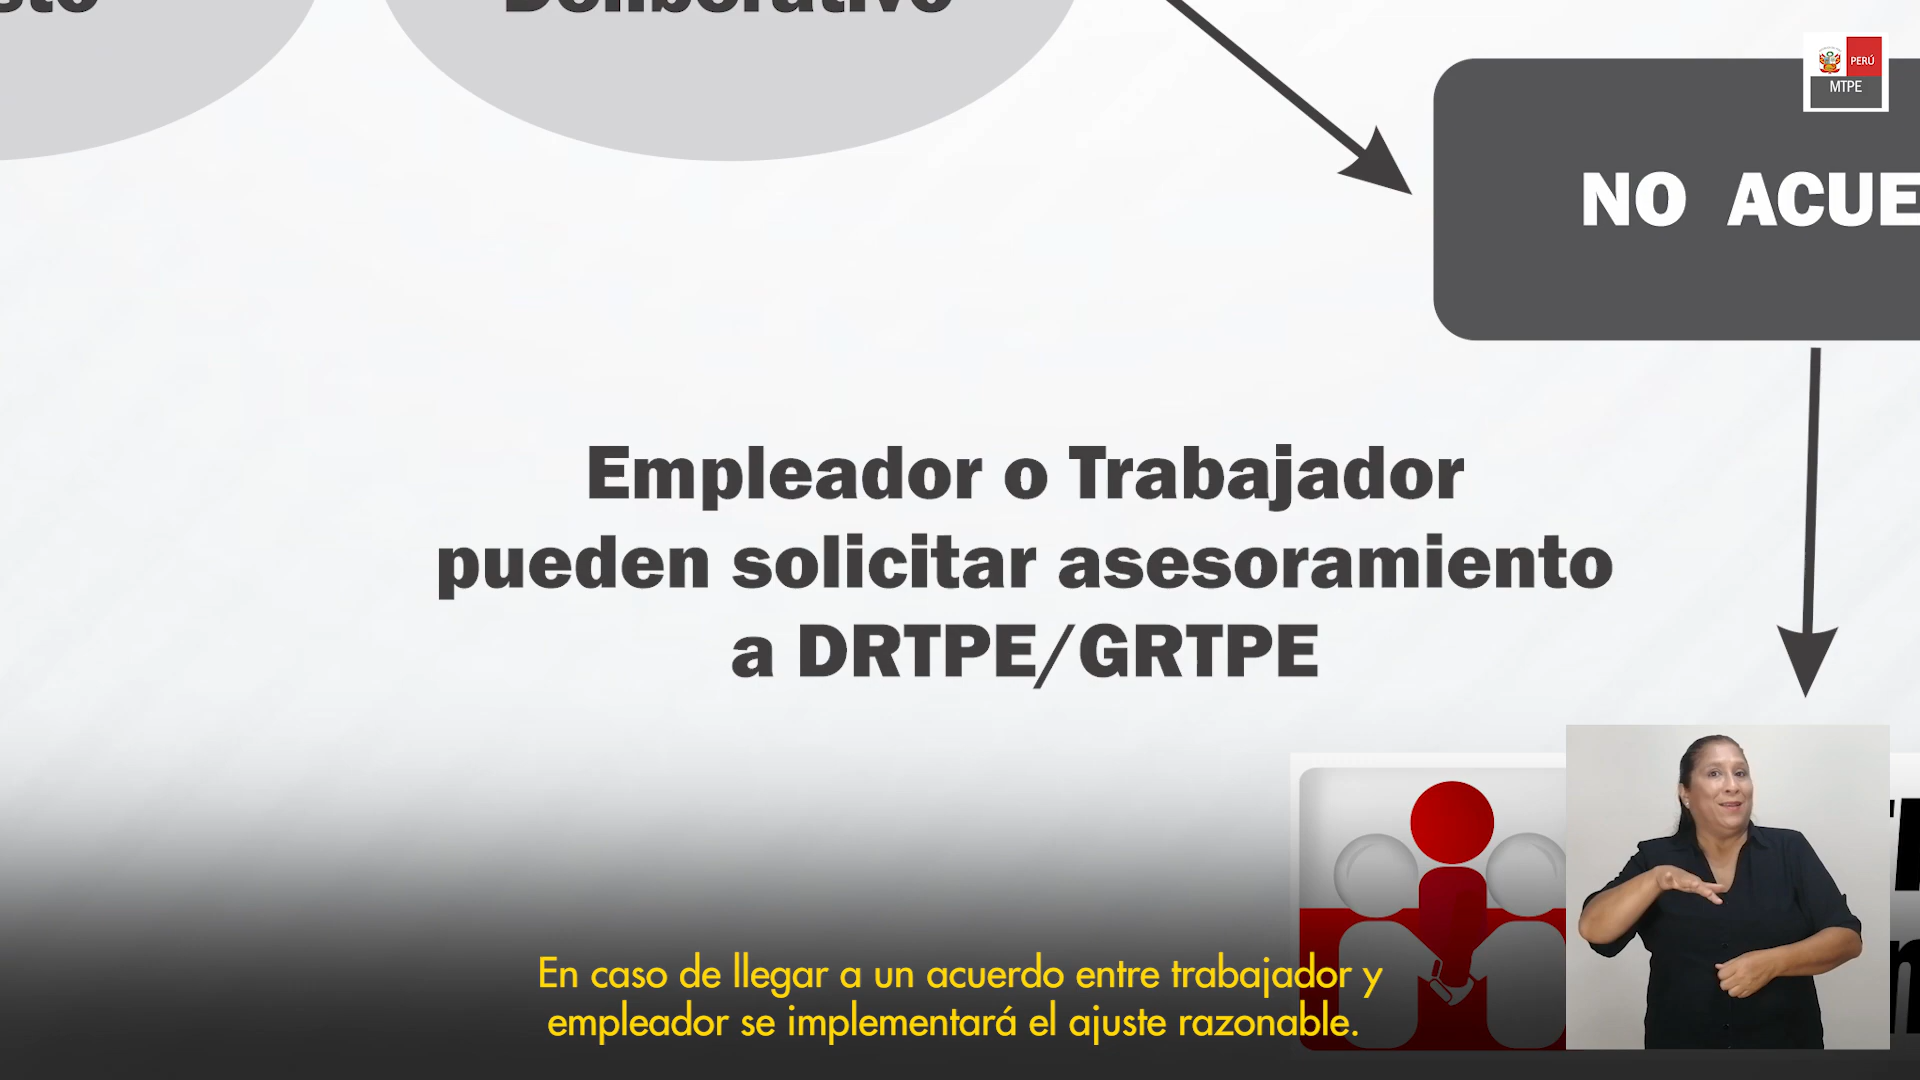 Deliberativo
PERÚ
MTPE
NO ACUE
Empleador o Trabajador
pueden solicitar asesoramiento
a DRTPE/GRTPE
En caso de llegar a un acuerdo entre trabajador y
empleador se implementará el ajuste razonable.